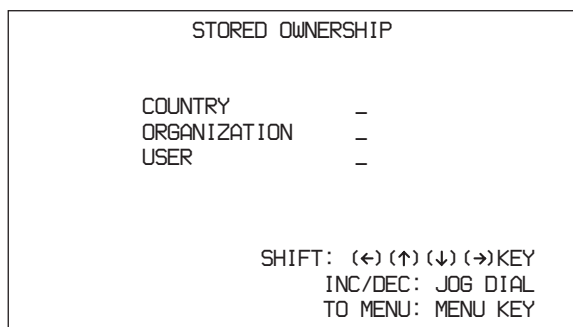 STORED OWNERSHIP
COUNTRY _
ORGANIZATION _
USER _
SHIFT: (←)(↑)(↓)(→)KEY
INC/DEC: JOG DIAL
TO MENU: MENU KEY